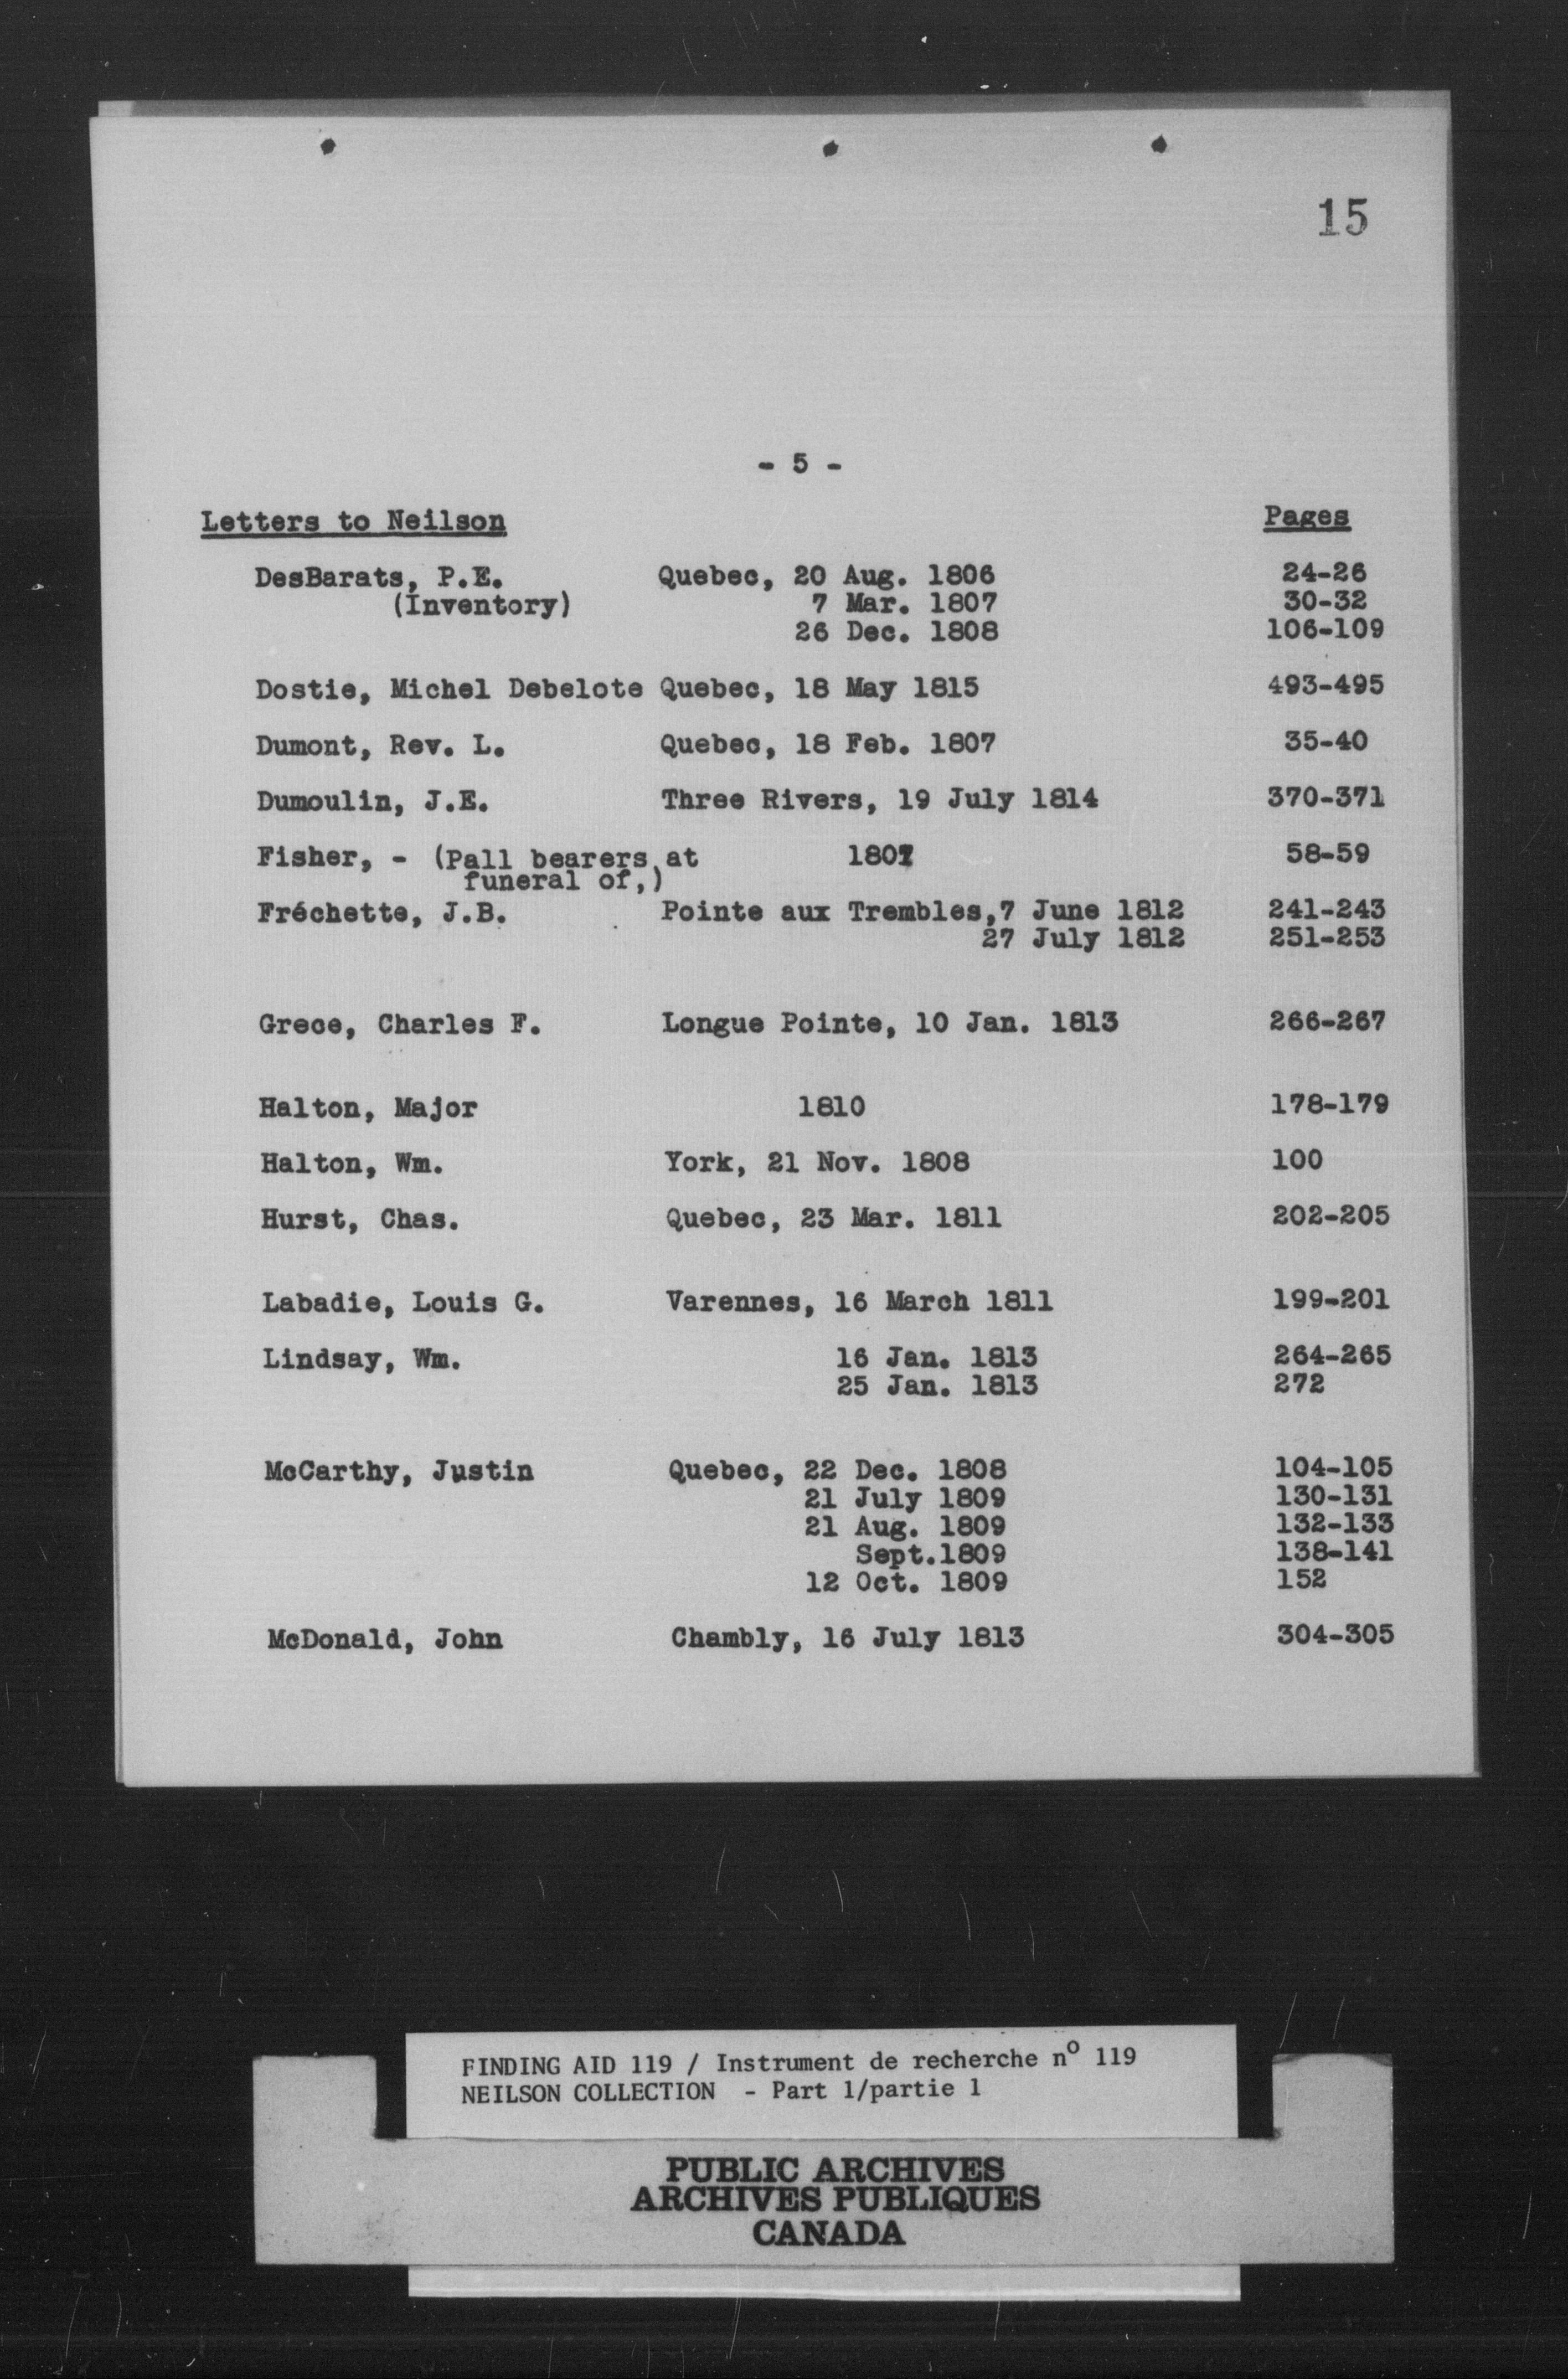 15
- 5 -
Letters to Neilson Pages
DesBarats, P.E. Quebec, 20 Aug. 1806 24-26
(Inventory) 7 Mar. 1807 30-32
26 Dec. 1808 106-109
Dostie, Michel Debelote Quebec, 18 May 1815 493-495
Dumont, Rev. L. Quebec, 18 Feb. 1807 35-40
Dumoulin, J.E. Three Rivers, 19 July 1814 370-371
Fisher, - (Pall bearers at 1807 58-59
funeral of,)
Fréchette, J.B. Pointe aux Trembles,7 June 1812 241-243
27 July 1812 251-253
Grece, Charles F. Longue Pointe, 10 Jan. 1813 266-267
Halton, Major 1810 178-179
Halton, Wm. York, 21 Nov. 1808 100
Hurst, Chas. Quebec, 23 Mar. 1811 202-205
Labadie, Louis G. Varennes, 16 March 1811 199-201
Lindsay, Wm. 16 Jan. 1813 264-265
25 Jan. 1813 272
McCarthy, Justin Quebec, 22 Dec. 1808 104-105
21 July 1809 130-131
21 Aug. 1809 132-133
Sept.1809 138-141
12 Oct. 1809 152
McDonald, John Chambly, 16 July 1813 304-305
FINDING AID 119 / Instrument de recherche nº 119
NEILSON COLLECTION - Part 1/partie 1
PUBLIC ARCHIVES
ARCHIVES PUBLIQUES
CANADA